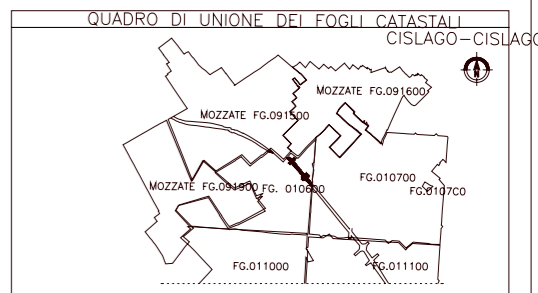 QUADRO DI UNIONE DEI FOGLI CATASTALI
CISLAGO-CISLAGO
N
MOZZATE FG.091600
MOZZATE FG.091500
FG.010700
MOZZATE FG.091900
FG. 010600
FG.0107C0
FG.011000
FG.011100